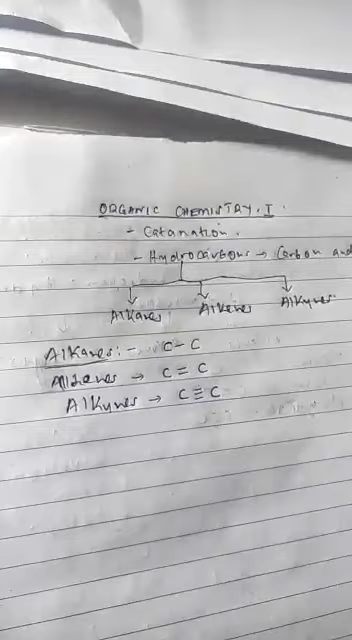 ORGANIC CHEMISTRY. I.
- Catanation.
- Hydrocarbons → Carbon and
Alkanes Alkenes Alkynes
Alkanes:- C-C
Alkenes → C=C
Alkynes → C≡C